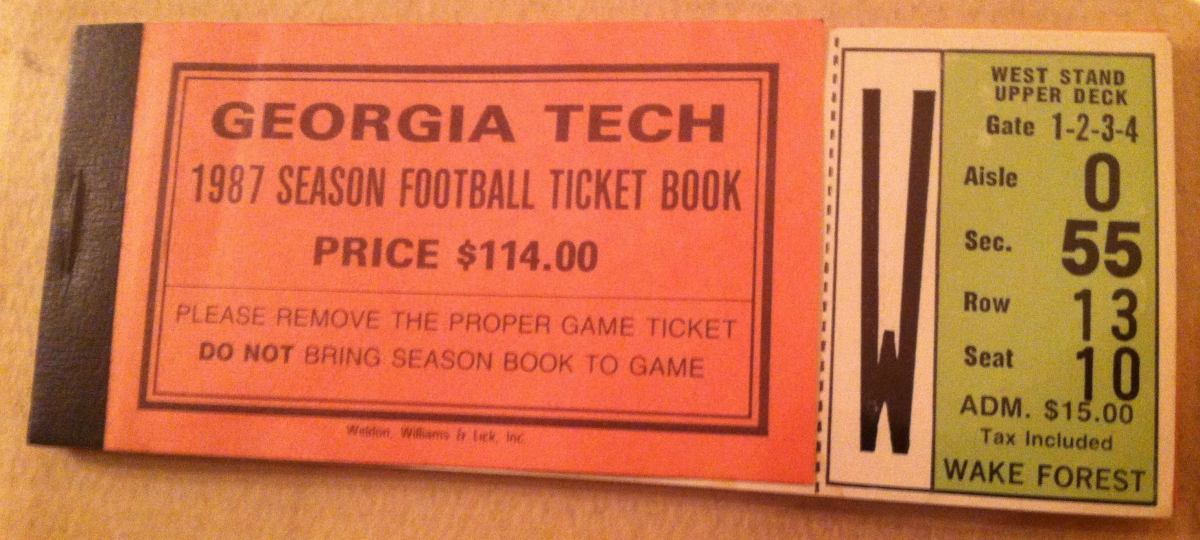 GEORGIA TECH
1987 SEASON FOOTBALL TICKET BOOK
PRICE $114.00
PLEASE REMOVE THE PROPER GAME TICKET
DO NOT BRING SEASON BOOK TO GAME
Weldon, Williams & Lick, Inc.
W
WEST STAND
UPPER DECK
Gate 1-2-3-4
Aisle 0
Sec. 55
Row 13
Seat 10
ADM. $15.00
Tax Included
WAKE FOREST